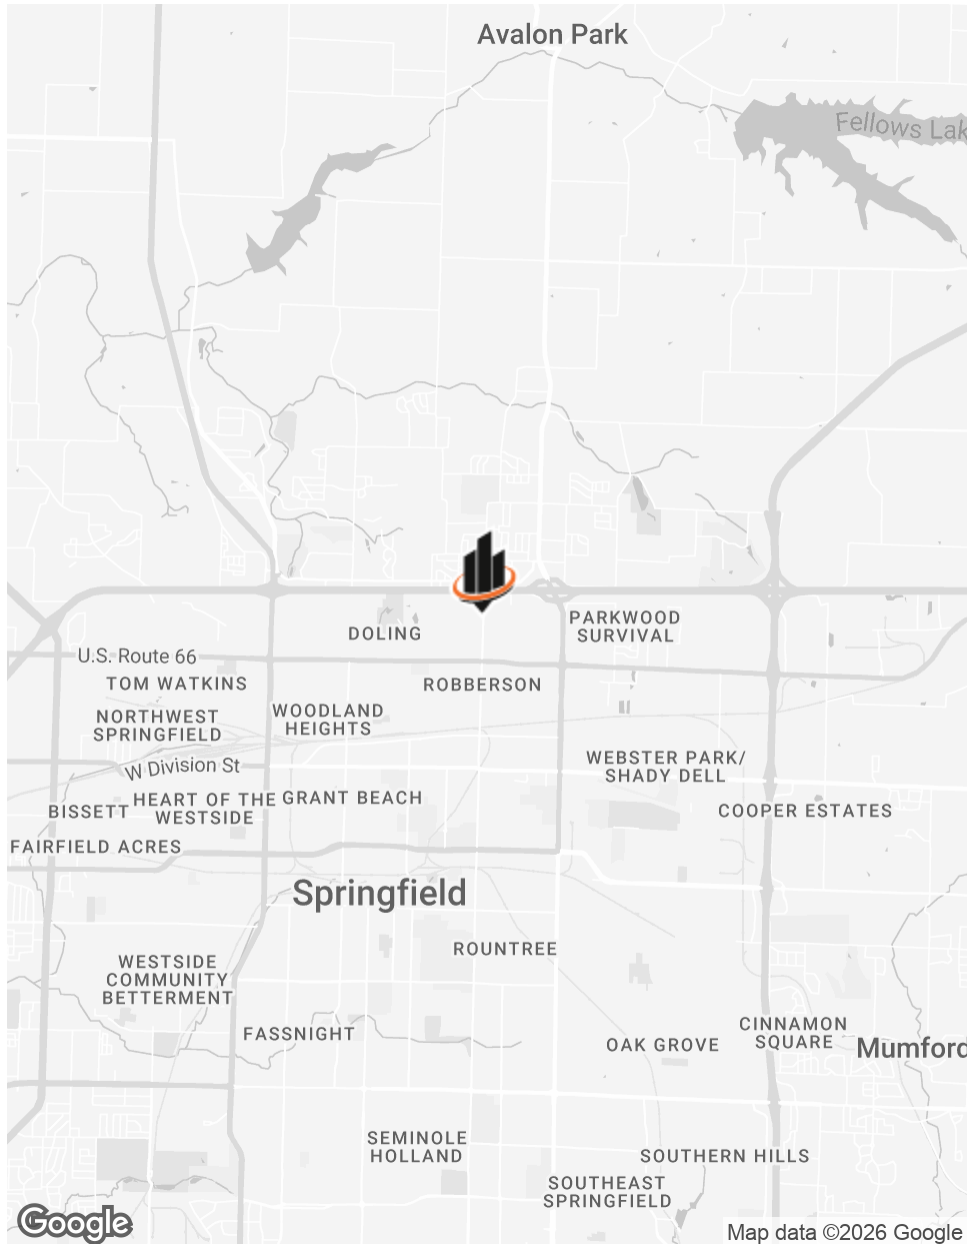 Avalon Park
Fellows Lak
PARKWOOD
SURVIVAL
DOLING
U.S. Route 66
TOM WATKINS
ROBBERSON
NORTHWEST
SPRINGFIELD
WOODLAND
HEIGHTS
W Division St
WEBSTER PARK/
SHADY DELL
BISSETT
HEART OF THE
WESTSIDE
GRANT BEACH
COOPER ESTATES
FAIRFIELD ACRES
Springfield
ROUNTREE
WESTSIDE
COMMUNITY
BETTERMENT
FASSNIGHT
OAK GROVE
CINNAMON
SQUARE
Mumford
SEMINOLE
HOLLAND
SOUTHERN HILLS
SOUTHEAST
SPRINGFIELD
Google
Map data ©2026 Google